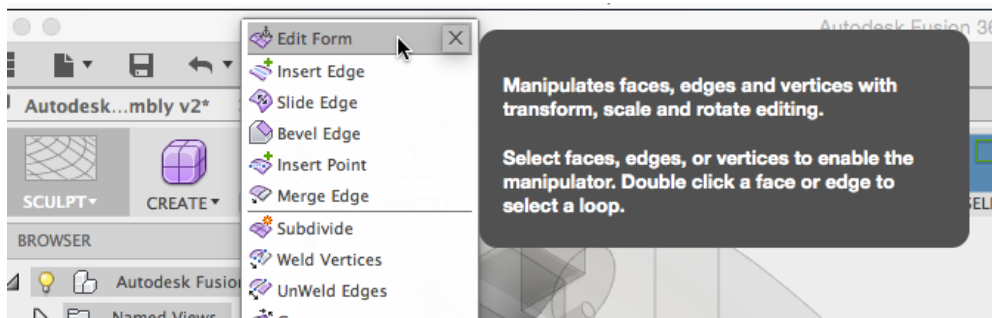 Autodesk Fusion 36
Autodesk...mbly v2*
SCULPT
CREATE
BROWSER
Autodesk Fusio
Named Views
Edit Form
Insert Edge
Slide Edge
Bevel Edge
Insert Point
Merge Edge
Subdivide
Weld Vertices
UnWeld Edges
Manipulates faces, edges and vertices with
transform, scale and rotate editing.
Select faces, edges, or vertices to enable the
manipulator. Double click a face or edge to
select a loop.
SEL